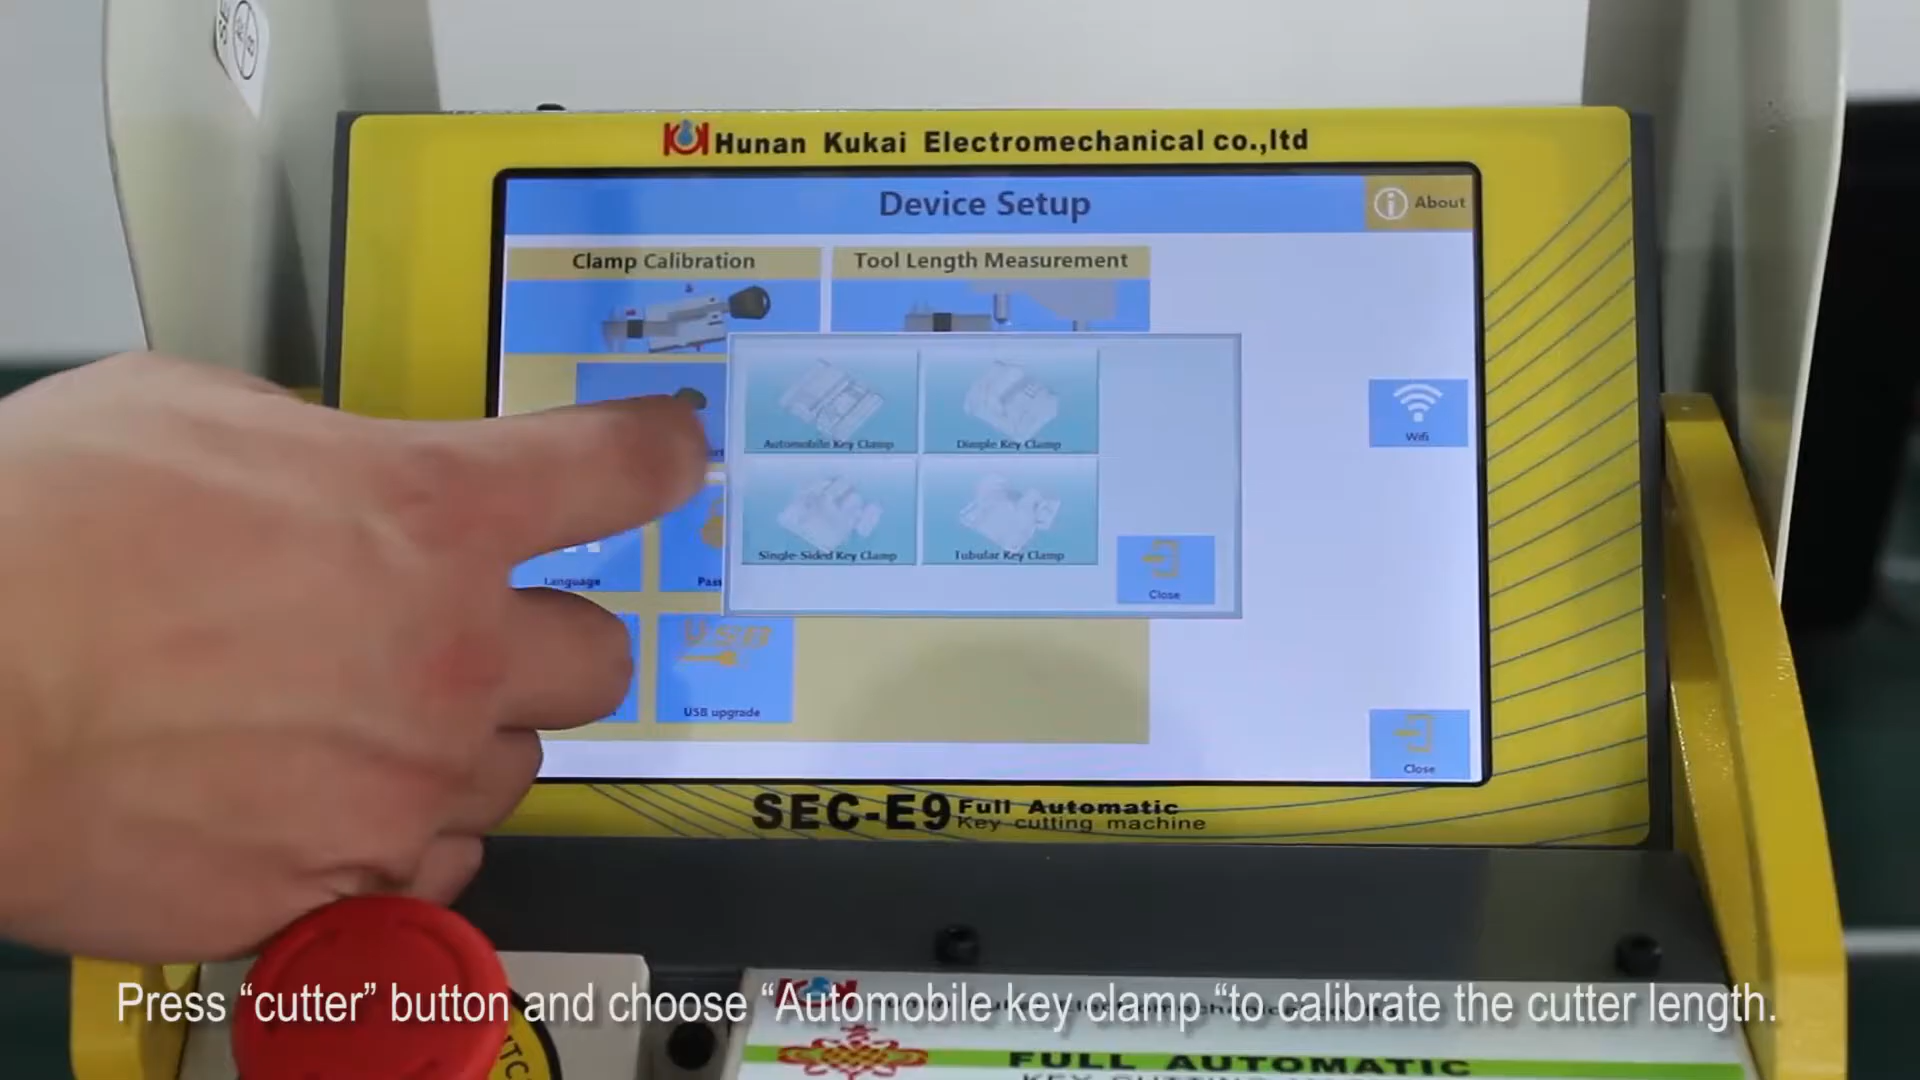 Hunan Kukai Electromechanical co.,ltd
Device Setup
About
Clamp Calibration
Tool Length Measurement
Automobile Key Clamp
Dimple Key Clamp
Wifi
Single-Sided Key Clamp
Tubular Key Clamp
Language
Pass
Close
USB
USB upgrade
Close
SEC-E9 Full Automatic
Key cutting machine
Press “cutter” button and choose “Automobile key clamp “to calibrate the cutter length.
FULL AUTOMATIC